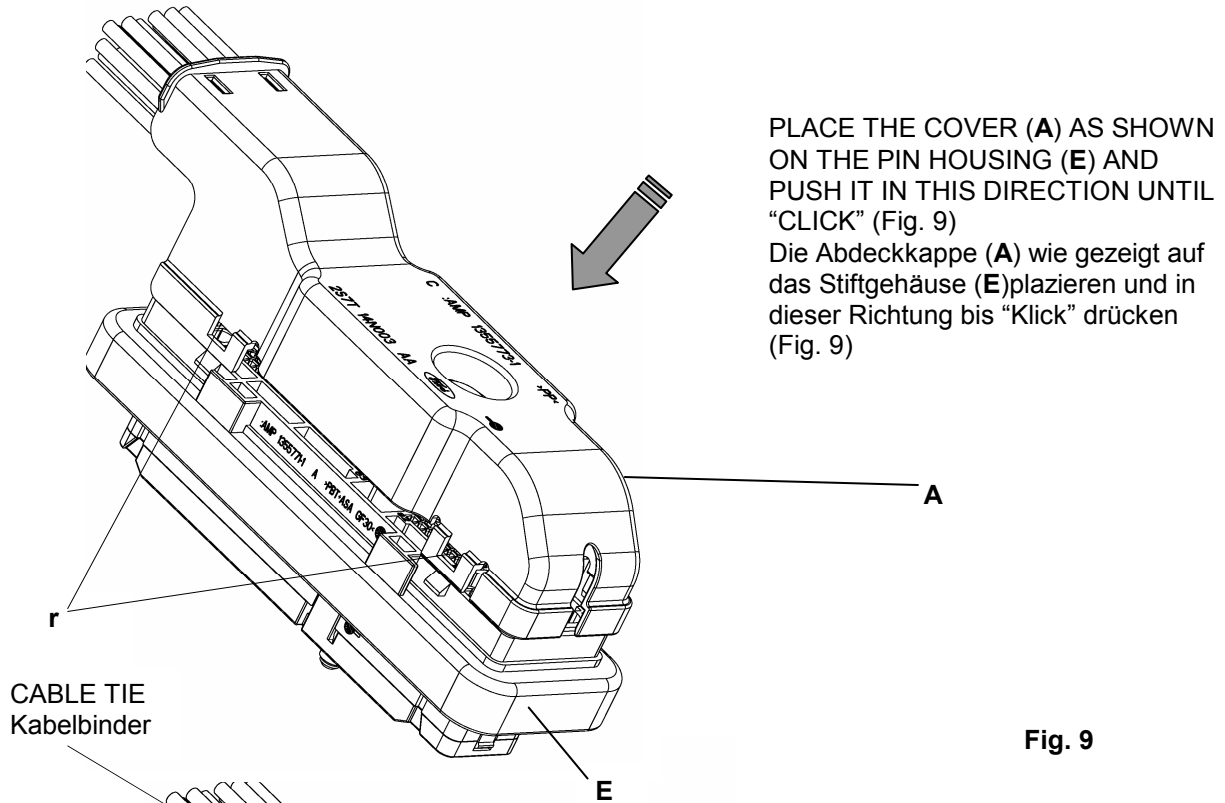 PLACE THE COVER (A) AS SHOWN
ON THE PIN HOUSING (E) AND
PUSH IT IN THIS DIRECTION UNTIL
“CLICK” (Fig. 9)
Die Abdeckkappe (A) wie gezeigt auf
das Stiftgehäuse (E)plazieren und in
dieser Richtung bis “Klick” drücken
(Fig. 9)
C :AMP 1355773-1 >PP<
2S7T 14N003 AA
:AMP 1355771-1 A >PBT+ASA GF30<
A
r
CABLE TIE
Kabelbinder
Fig. 9
E